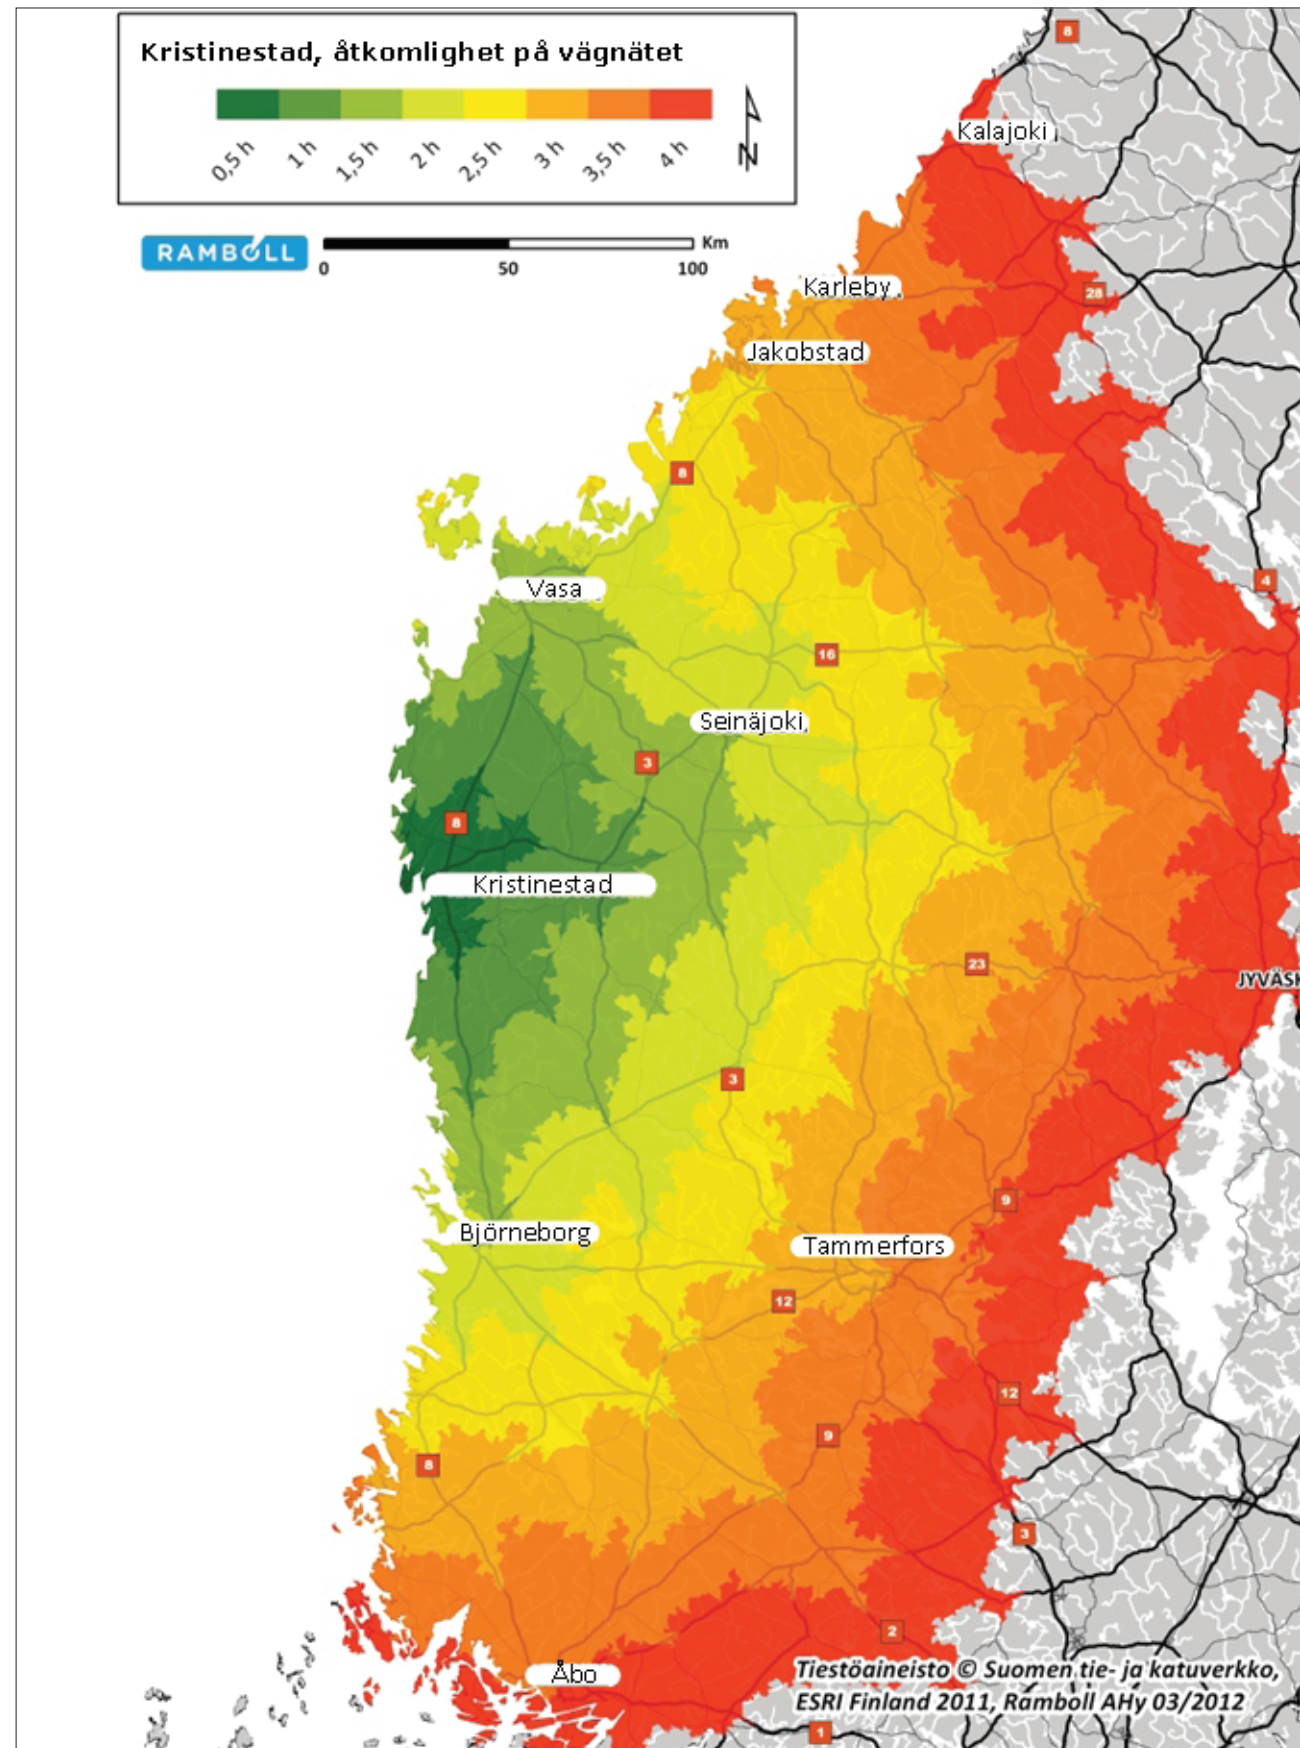 Kristinestad, åtkomlighet på vägnätet
0,5 h 1 h 1,5 h 2 h 2,5 h 3 h 3,5 h 4 h
N
RAMBOLL
Km
0 50 100
8
Kalajoki
28
Karleby
Jakobstad
8
4
Vasa
16
Seinäjoki
3
8
Kristinestad
23
JYVÄSK
3
9
Björneborg
Tammerfors
12
12
9
8
3
2
Åbo
Tiestöaineisto © Suomen tie- ja katuverkko,
ESRI Finland 2011, Ramboll AHy 03/2012
1